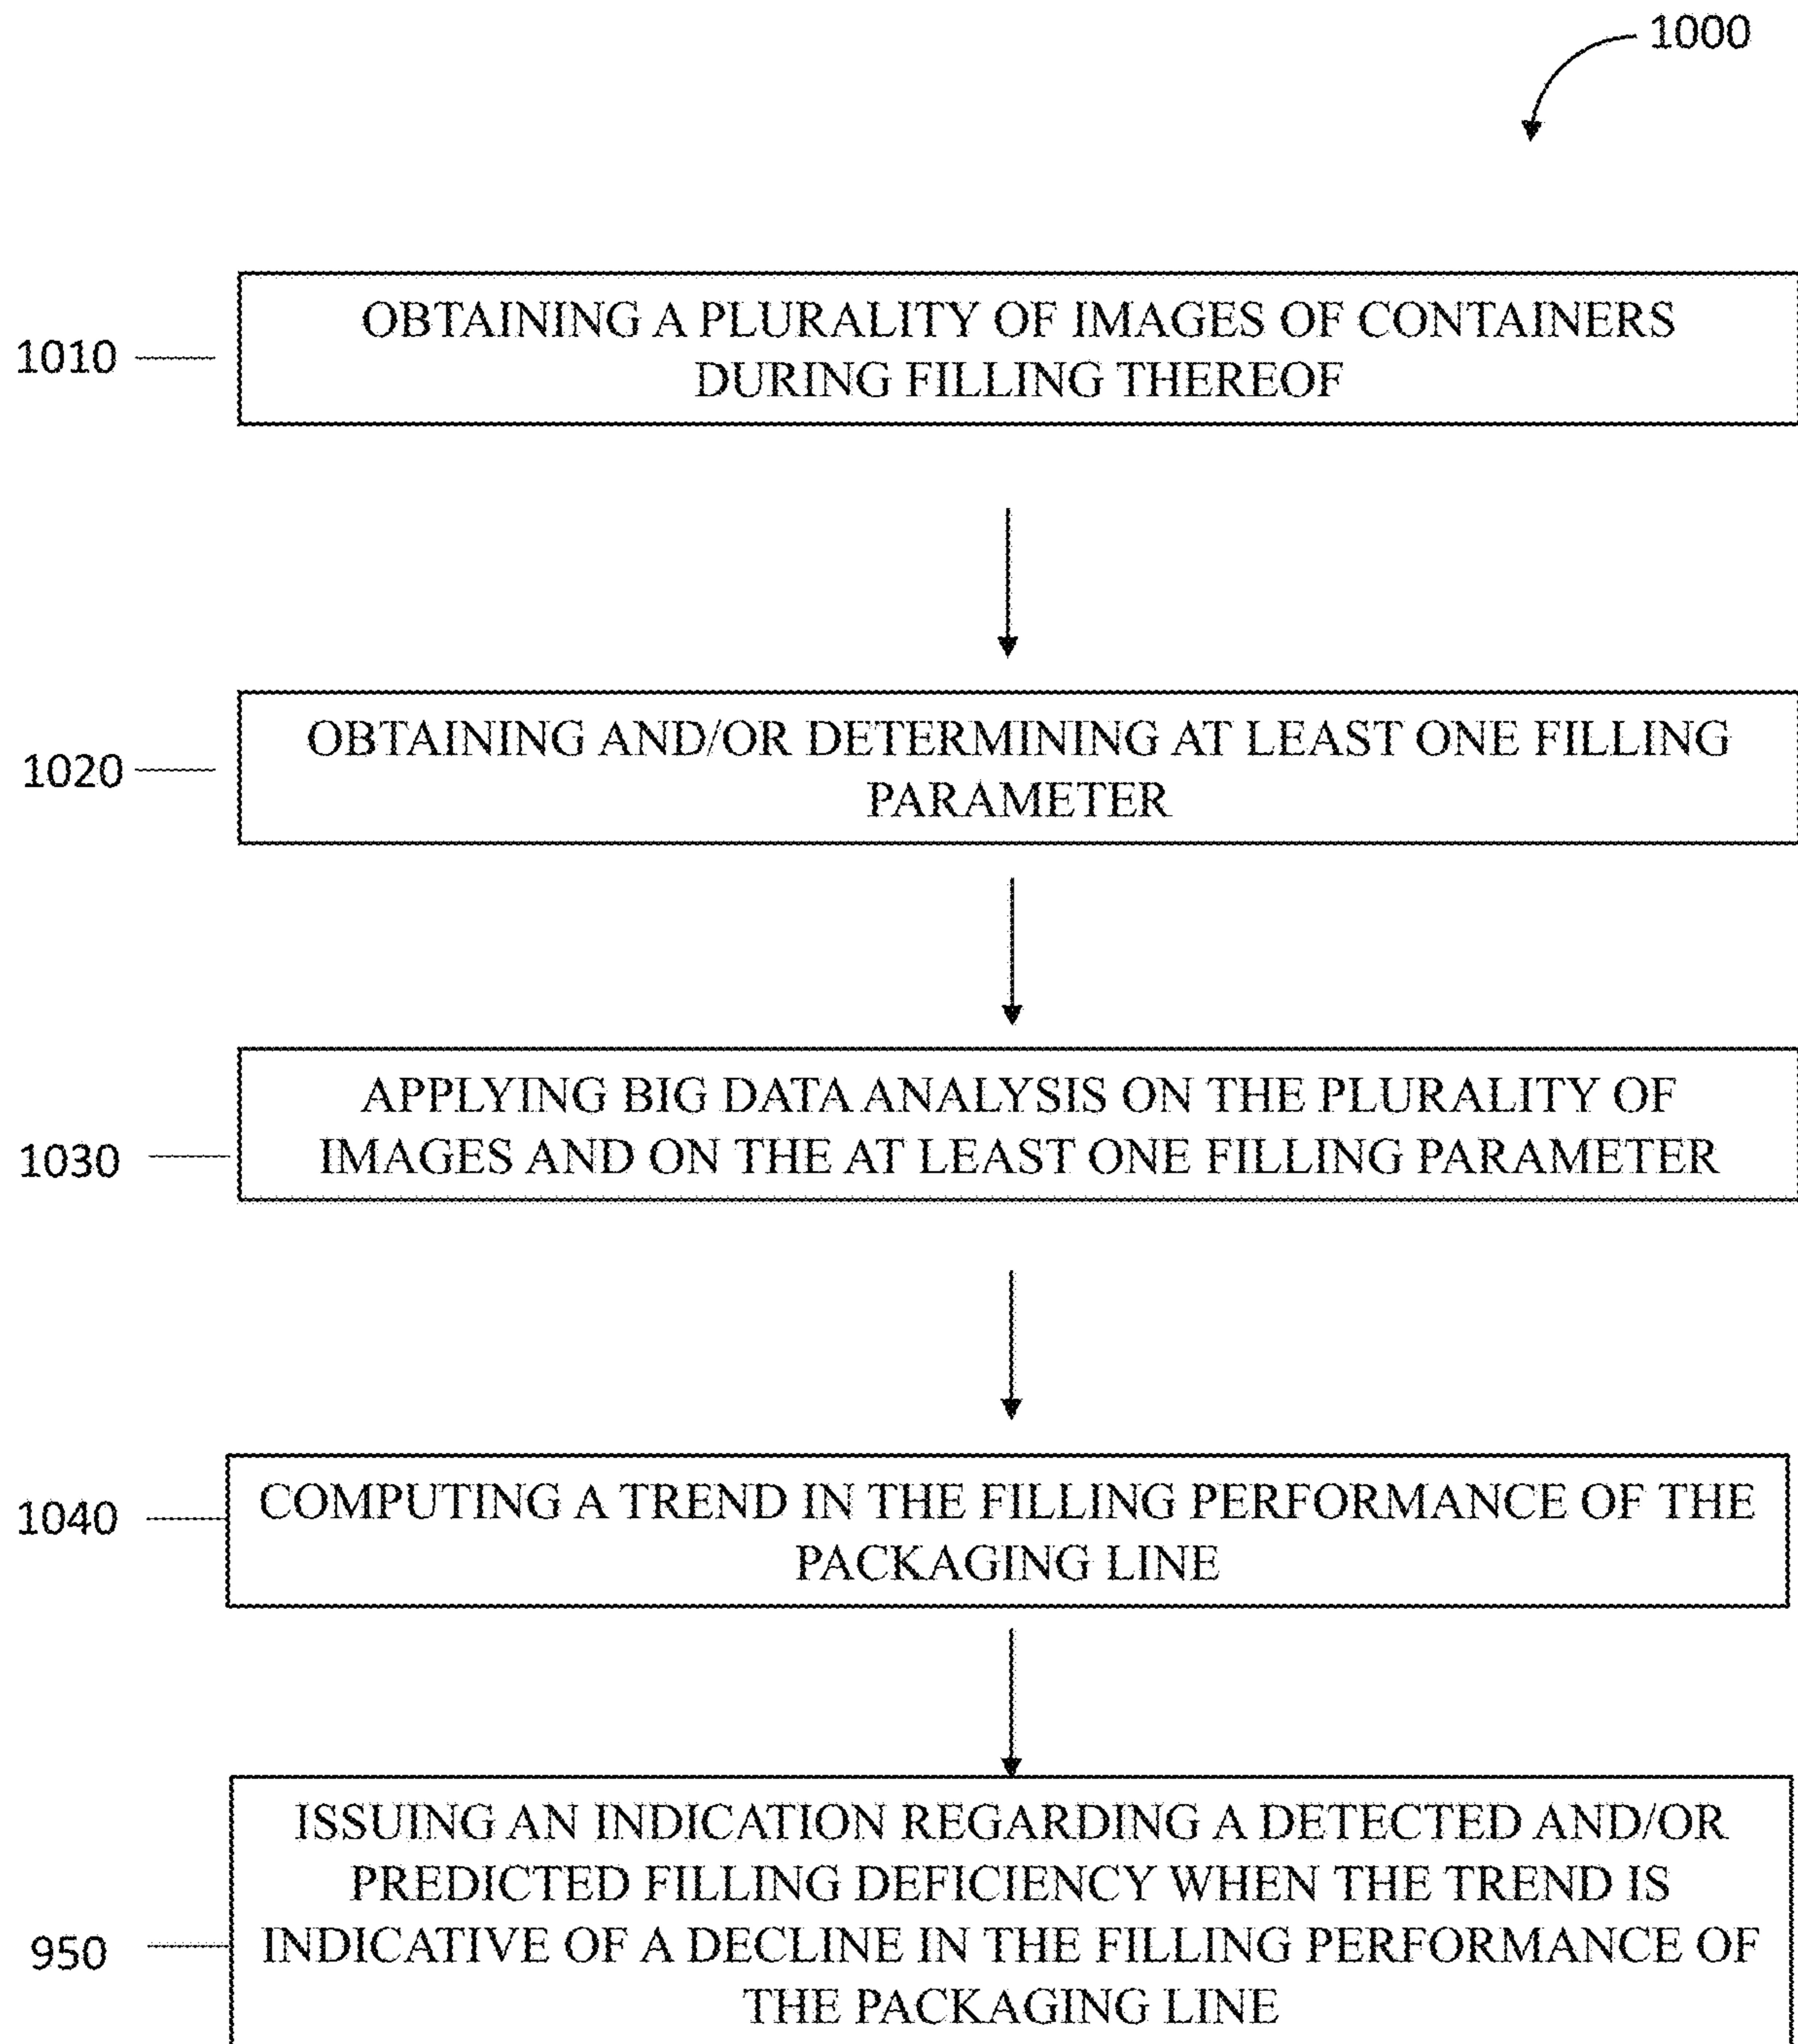 1000
1010
OBTAINING A PLURALITY OF IMAGES OF CONTAINERS
DURING FILLING THEREOF
1020
OBTAINING AND/OR DETERMINING AT LEAST ONE FILLING
PARAMETER
1030
APPLYING BIG DATA ANALYSIS ON THE PLURALITY OF
IMAGES AND ON THE AT LEAST ONE FILLING PARAMETER
1040
COMPUTING A TREND IN THE FILLING PERFORMANCE OF THE
PACKAGING LINE
950
ISSUING AN INDICATION REGARDING A DETECTED AND/OR
PREDICTED FILLING DEFICIENCY WHEN THE TREND IS
INDICATIVE OF A DECLINE IN THE FILLING PERFORMANCE OF
THE PACKAGING LINE